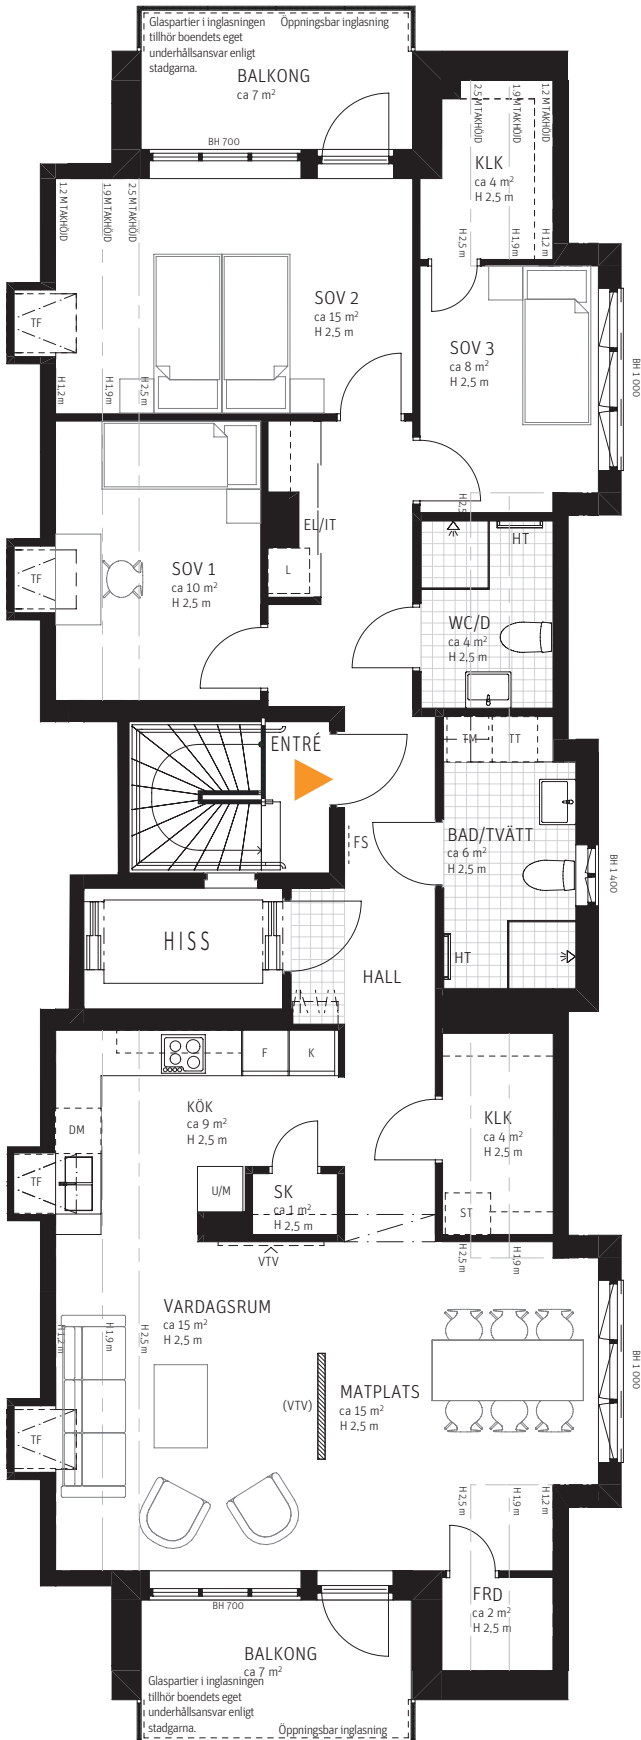 Glaspartier i inglasningen
tillhör boendets eget
underhållsansvar enligt
stadgarna.
Öppningsbar inglasning
BALKONG
ca 7 m²
BH 700
2,5 M TAKHÖJD
1,9 M TAKHÖJD
1,2 M TAKHÖJD
KLK
ca 4 m²
H 2,5 m
H 2,5 m
H 1,9 m
H 1,2 m
1,2 M TAKHÖJD
1,9 M TAKHÖJD
2,5 M TAKHÖJD
SOV 2
ca 15 m²
H 2,5 m
TF
H 1,2 m
H 1,9 m
H 2,5 m
SOV 3
ca 8 m²
H 2,5 m
BH 1 000
H 2,5
EL/IT
L
SOV 1
ca 10 m²
H 2,5 m
TF
HT
WC/D
ca 4 m²
H 2,5 m
ENTRÉ
TM
TT
FS
BAD/TVÄTT
ca 6 m²
H 2,5 m
BH 1 400
HT
HISS
HALL
F
K
KÖK
ca 9 m²
H 2,5 m
DM
TF
U/M
SK
ca 1 m²
H 2,5 m
KLK
ca 4 m²
H 2,5 m
ST
VTV
H 2,5 m
H 1,9 m
VARDAGSRUM
ca 15 m²
H 2,5 m
H 1,2 m
H 1,9 m
H 2,5 m
BH 1 000
(VTV)
MATPLATS
ca 15 m²
H 2,5 m
TF
H 2,5 m
H 1,9 m
H 1,2 m
FRD
ca 2 m²
H 2,5 m
BH 700
BALKONG
ca 7 m²
Glaspartier i inglasningen
tillhör boendets eget
underhållsansvar enligt
stadgarna.
Öppningsbar inglasning